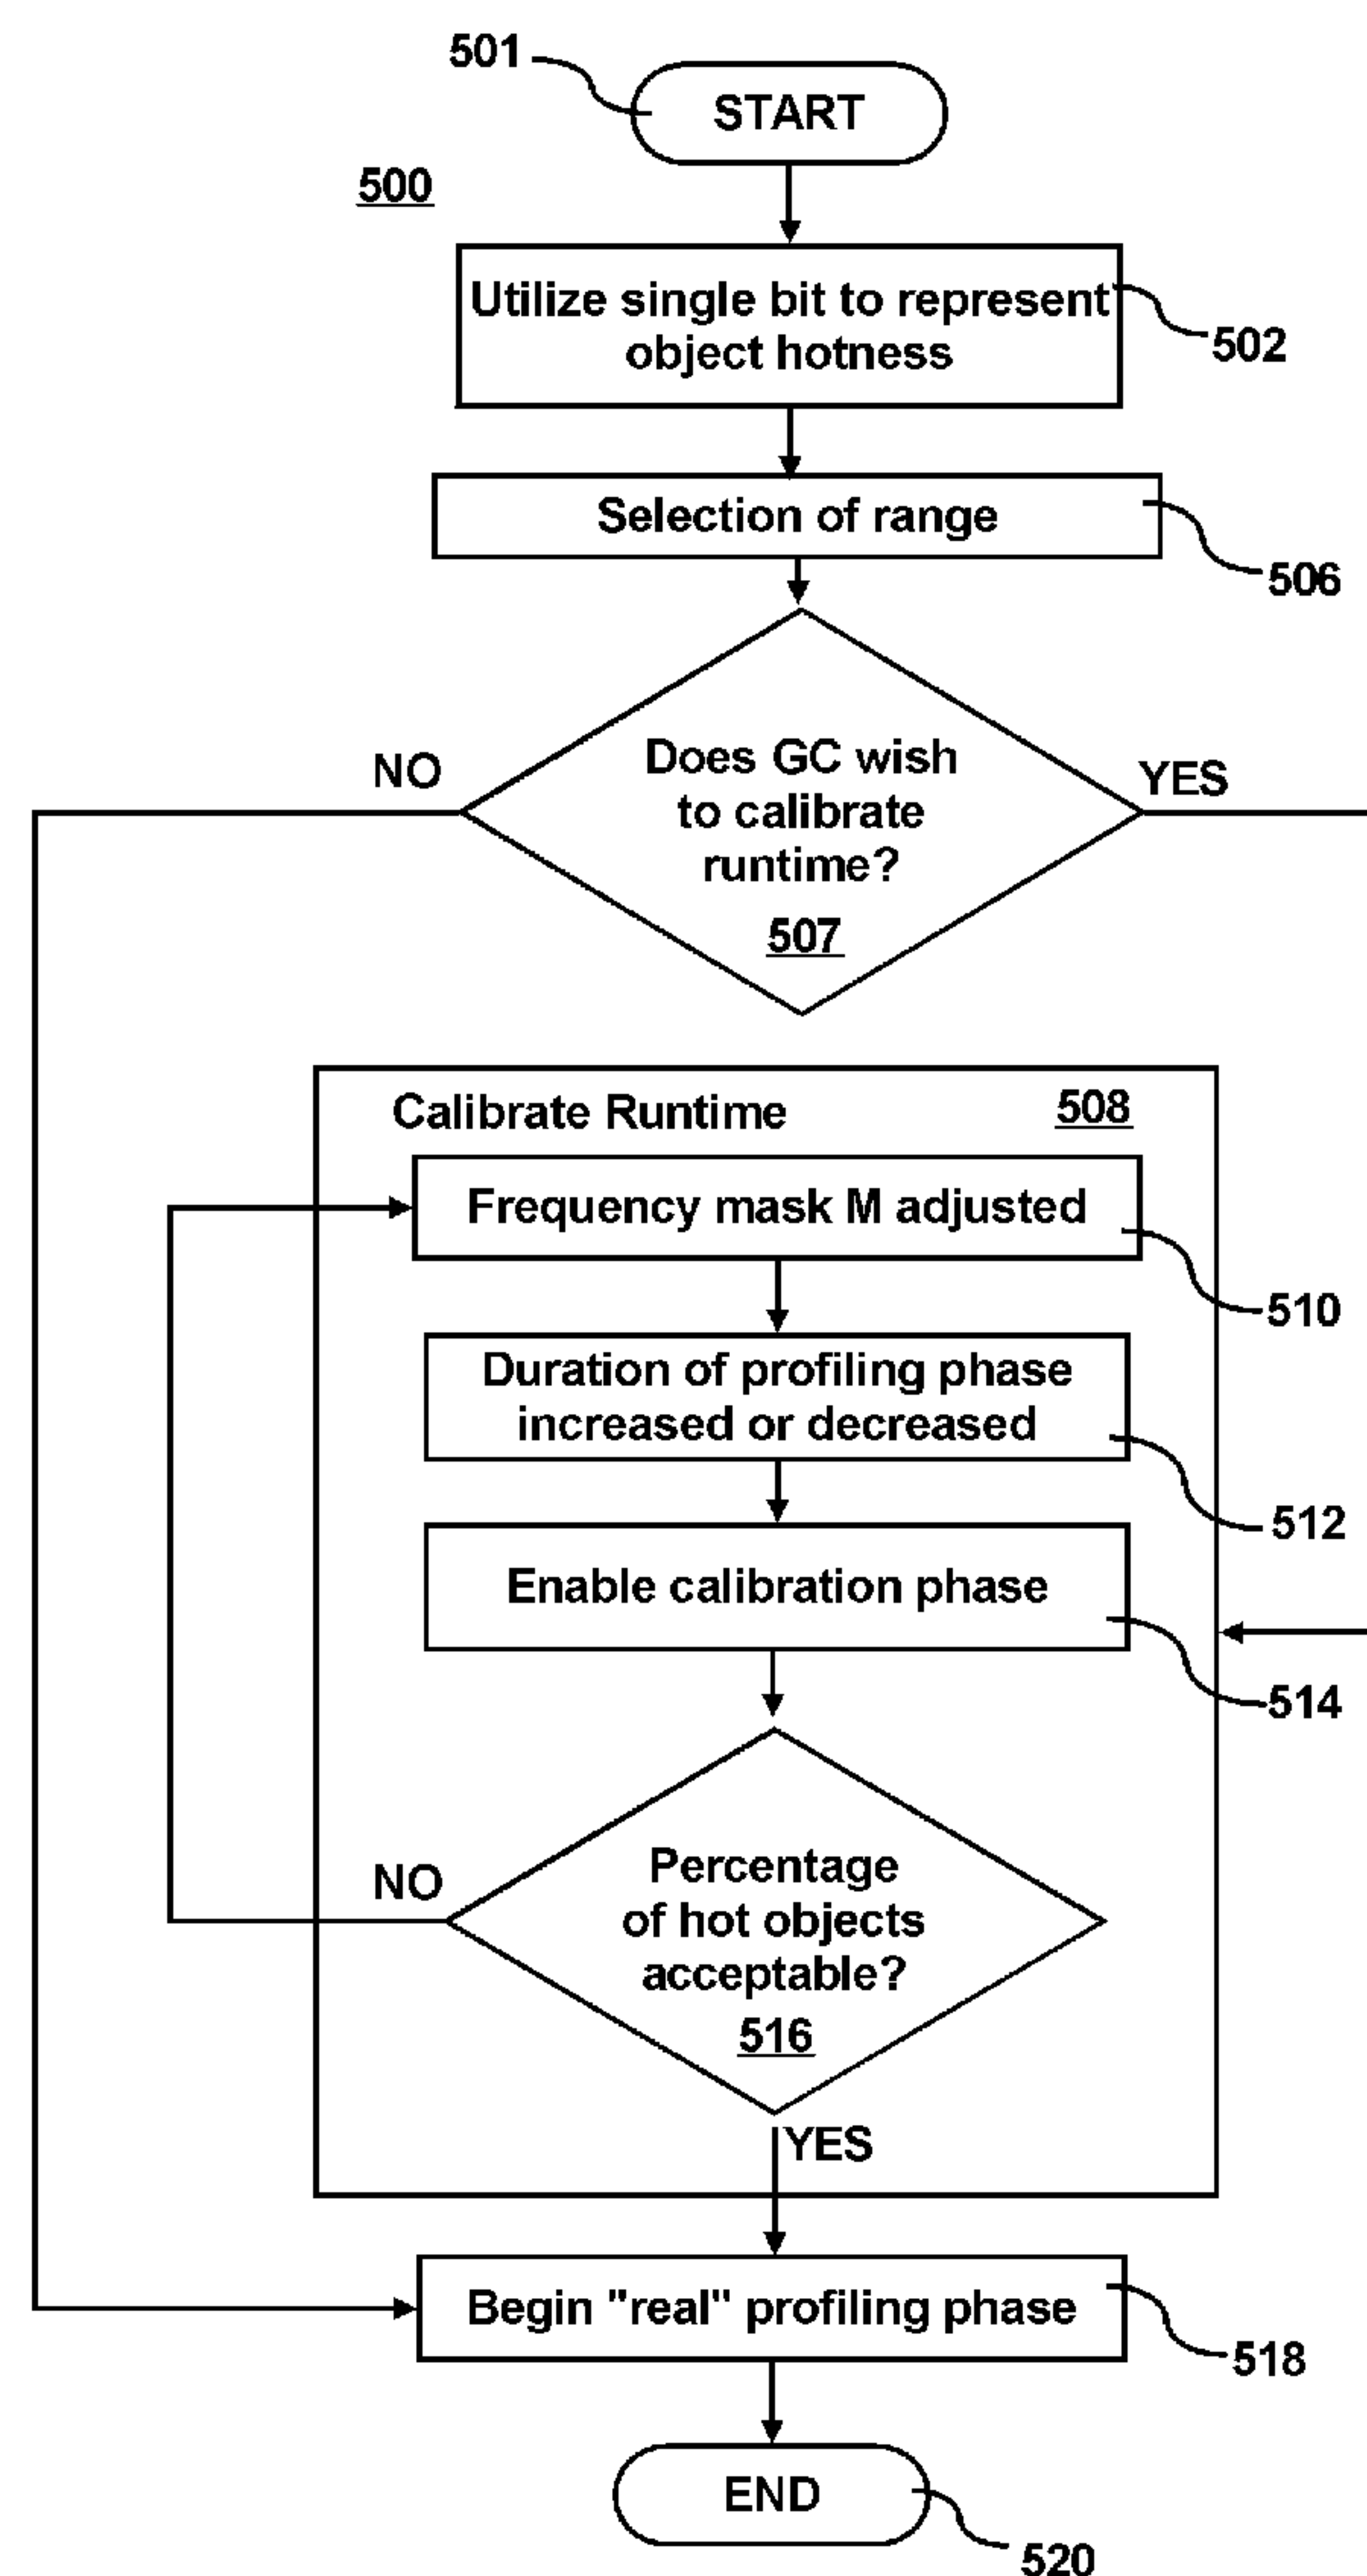 501
START
500
Utilize single bit to represent
object hotness
502
Selection of range
506
NO
YES
Does GC wish
to calibrate
runtime?
507
Calibrate Runtime
508
Frequency mask M adjusted
510
Duration of profiling phase
increased or decreased
512
Enable calibration phase
514
NO
Percentage
of hot objects
acceptable?
516
YES
Begin "real" profiling phase
518
END
520